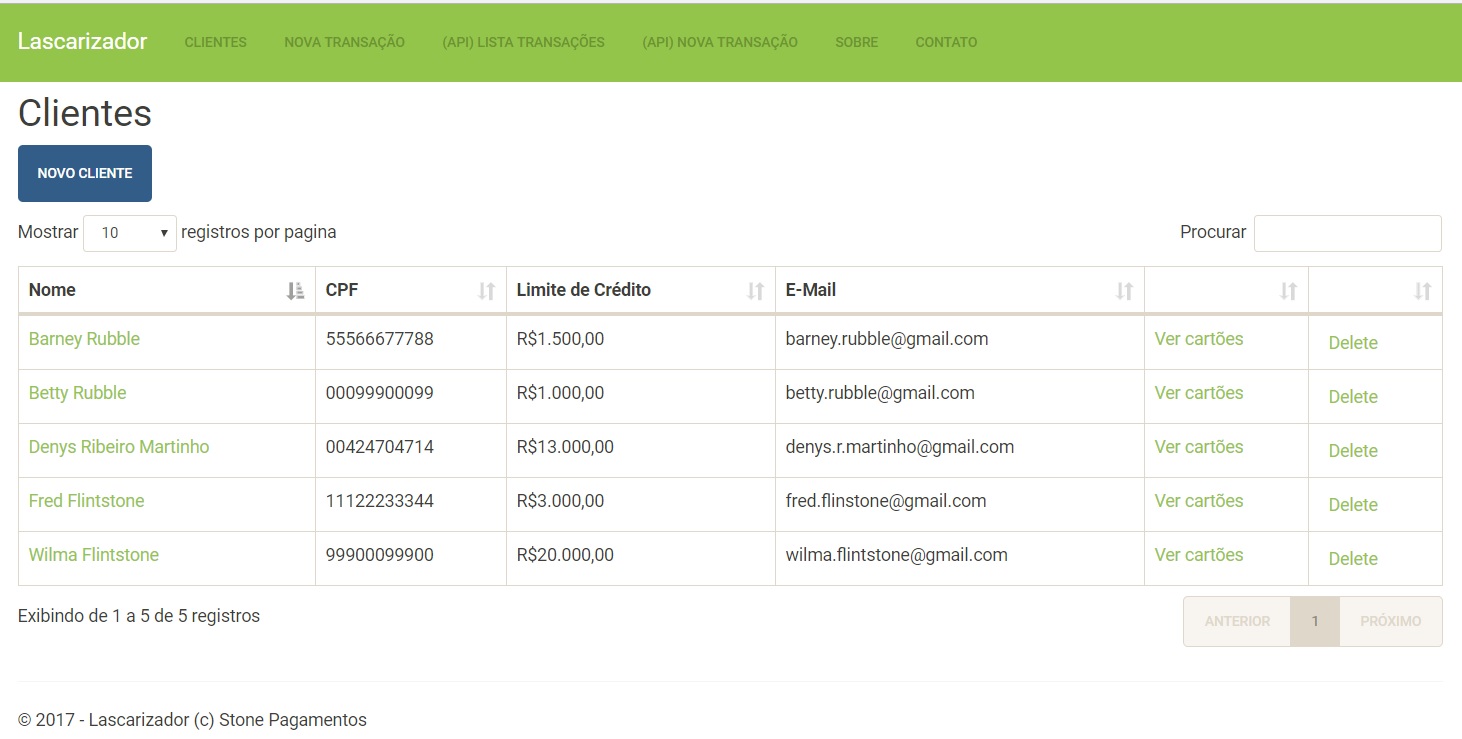 Lascarizador CLIENTES NOVA TRANSAÇÃO (API) LISTA TRANSAÇÕES (API) NOVA TRANSAÇÃO SOBRE CONTATO
Clientes
NOVO CLIENTE
Mostrar 10 registros por pagina Procurar
Nome CPF Limite de Crédito E-Mail
Barney Rubble 55566677788 R$1.500,00 barney.rubble@gmail.com Ver cartões Delete
Betty Rubble 00099900099 R$1.000,00 betty.rubble@gmail.com Ver cartões Delete
Denys Ribeiro Martinho 00424704714 R$13.000,00 denys.r.martinho@gmail.com Ver cartões Delete
Fred Flintstone 11122233344 R$3.000,00 fred.flinstone@gmail.com Ver cartões Delete
Wilma Flintstone 99900099900 R$20.000,00 wilma.flintstone@gmail.com Ver cartões Delete
Exibindo de 1 a 5 de 5 registros ANTERIOR 1 PRÓXIMO
© 2017 - Lascarizador (c) Stone Pagamentos